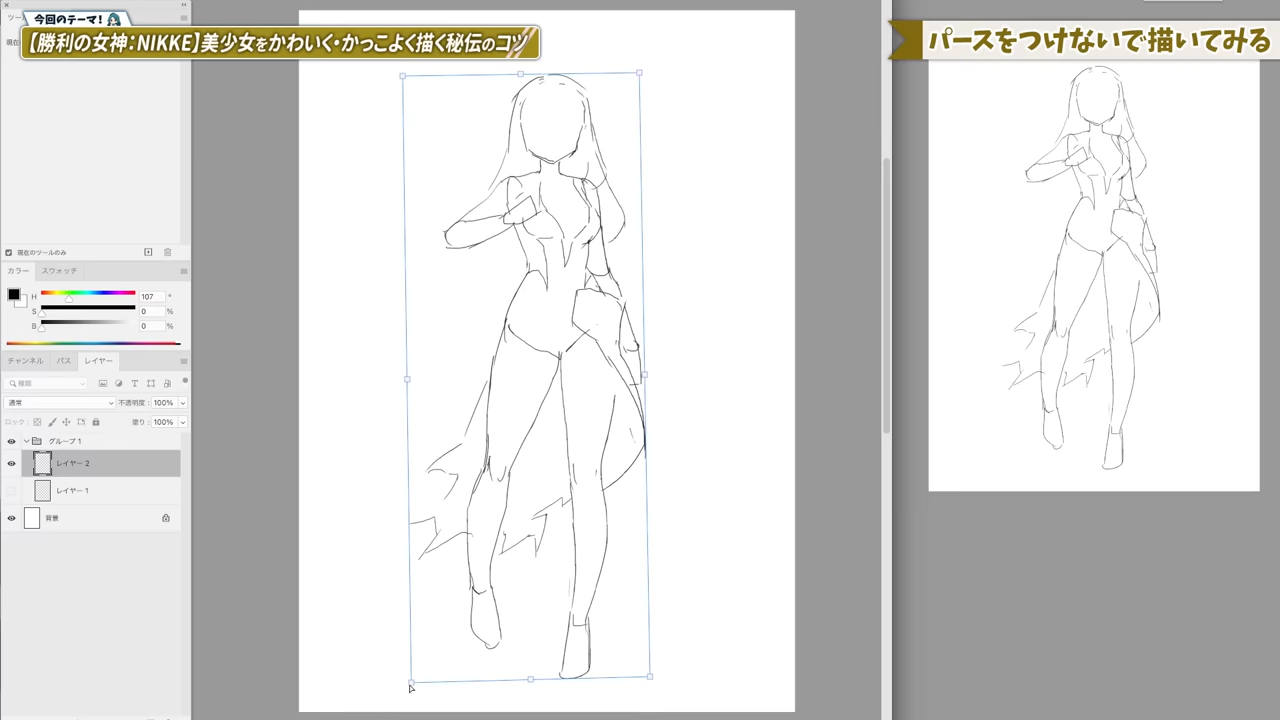 今回のテーマ!
【勝利の女神：NIKKE】美少女をかわいく・かっこよく描く秘伝のコツ
パースをつけないで描いてみる
現在のツールのみ
カラー スウォッチ
H 107 °
S 0 %
B 0 %
チャンネル パス レイヤー
種類
通常 不透明度： 100%
ロック： 塗り： 100%
グループ 1
レイヤー 2
レイヤー 1
背景